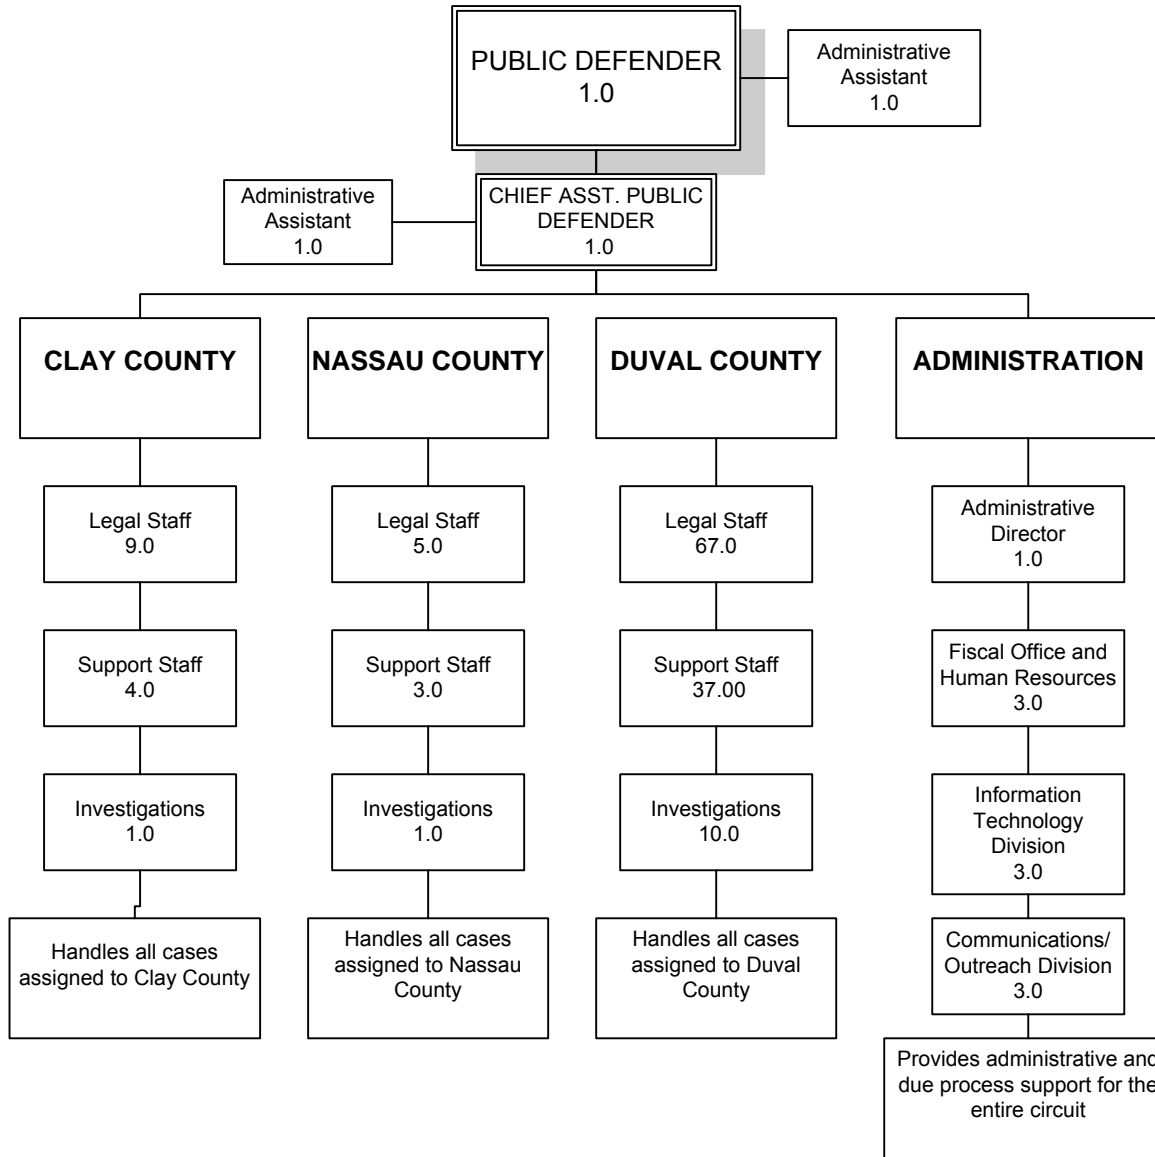 PUBLIC DEFENDER
1.0
Administrative
Assistant
1.0
Administrative
Assistant
1.0
CHIEF ASST. PUBLIC
DEFENDER
1.0
CLAY COUNTY
NASSAU COUNTY
DUVAL COUNTY
ADMINISTRATION
Legal Staff
9.0
Legal Staff
5.0
Legal Staff
67.0
Administrative
Director
1.0
Support Staff
4.0
Support Staff
3.0
Support Staff
37.00
Fiscal Office and
Human Resources
3.0
Investigations
1.0
Investigations
1.0
Investigations
10.0
Information
Technology
Division
3.0
Handles all cases
assigned to Clay County
Handles all cases
assigned to Nassau
County
Handles all cases
assigned to Duval
County
Communications/
Outreach Division
3.0
Provides administrative and
due process support for the
entire circuit